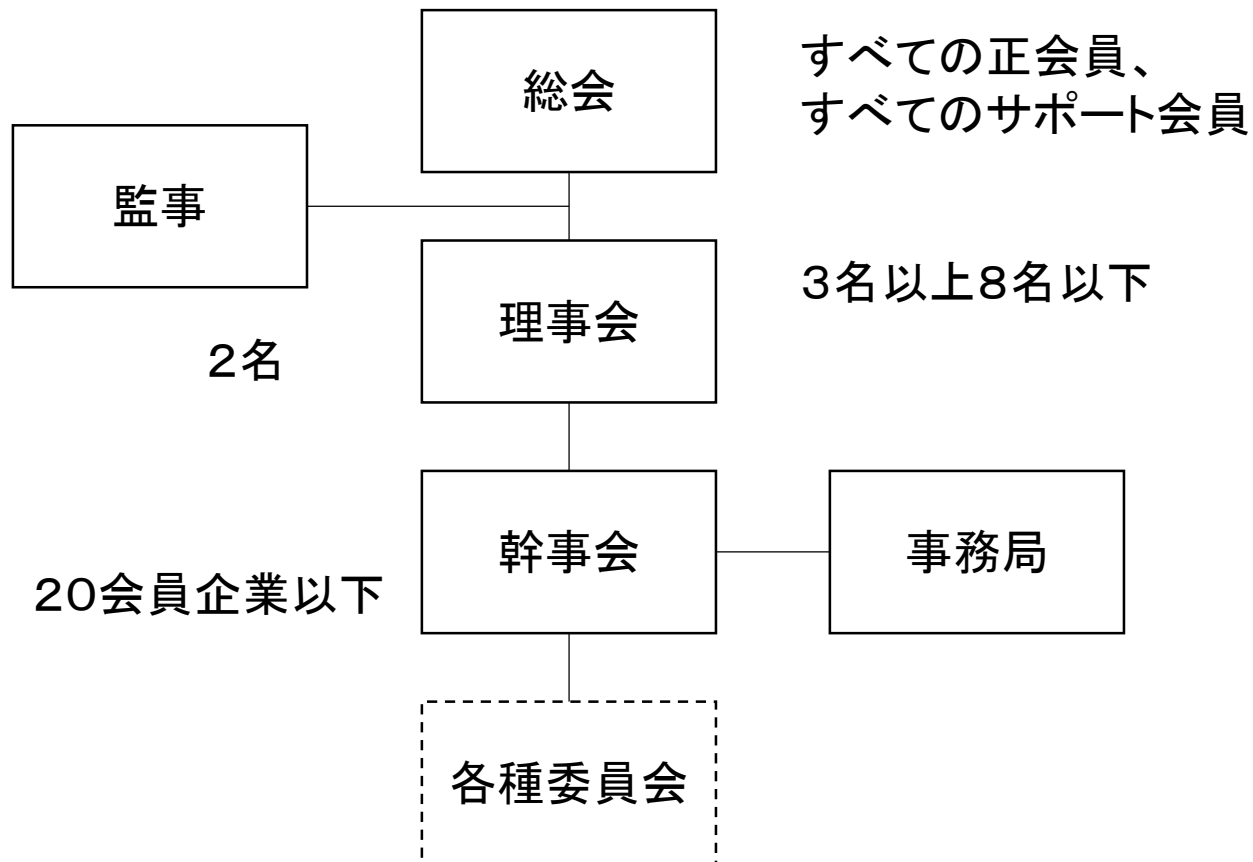 総会
すべての正会員、
すべてのサポート会員
監事
2名
理事会
3名以上8名以下
幹事会
事務局
20会員企業以下
各種委員会